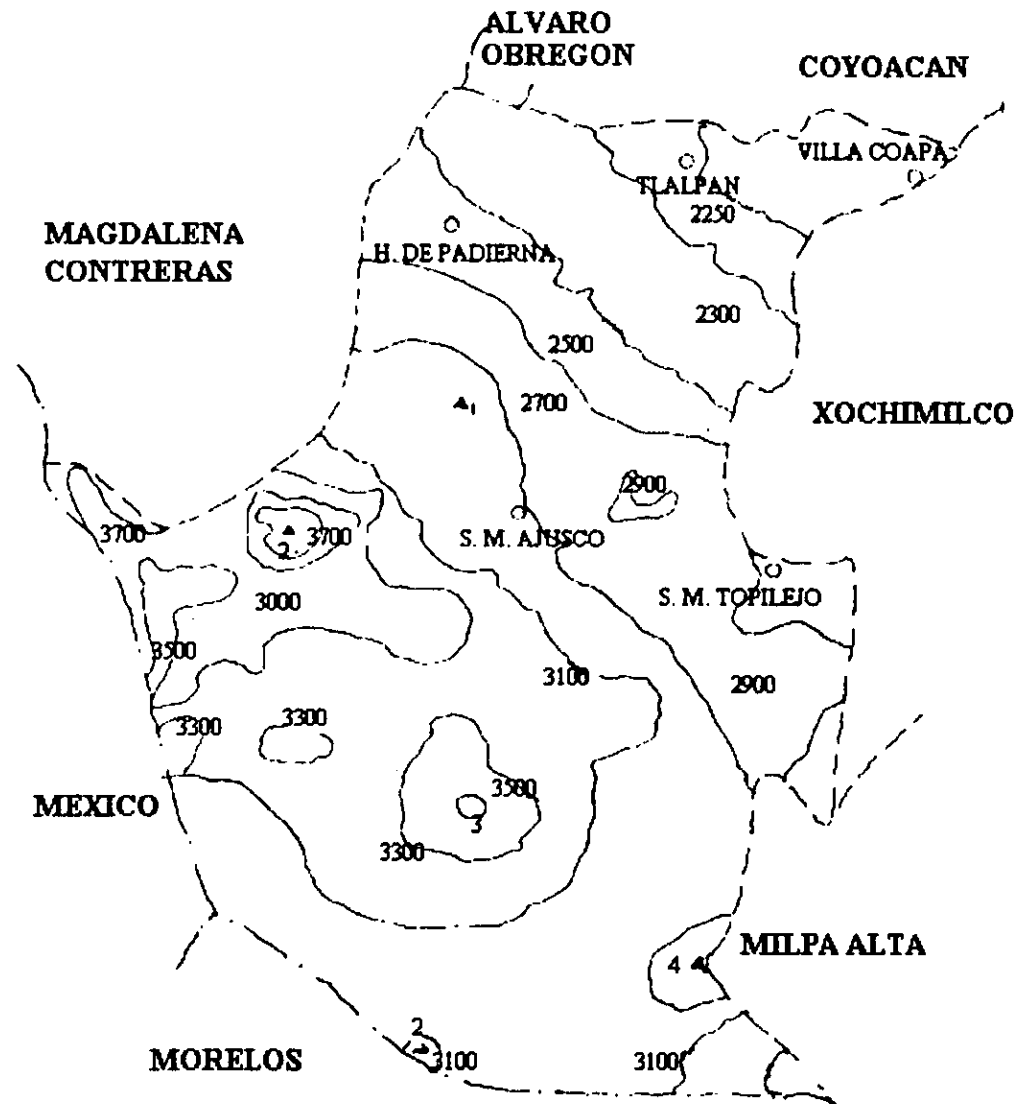 ALVARO
OBREGON
COYOACAN
VILLA COAPA
TLALPAN
2250
MAGDALENA
CONTRERAS
H. DE PADIERNA
2300
2500
2700
1
XOCHIMILCO
2900
3700
2
3700
S. M. AJUSCO
3000
S. M. TOPILEJO
3500
3100
2900
3300
3300
3500
MEXICO
3
3300
MILPA ALTA
4
2
MORELOS
3100
3100